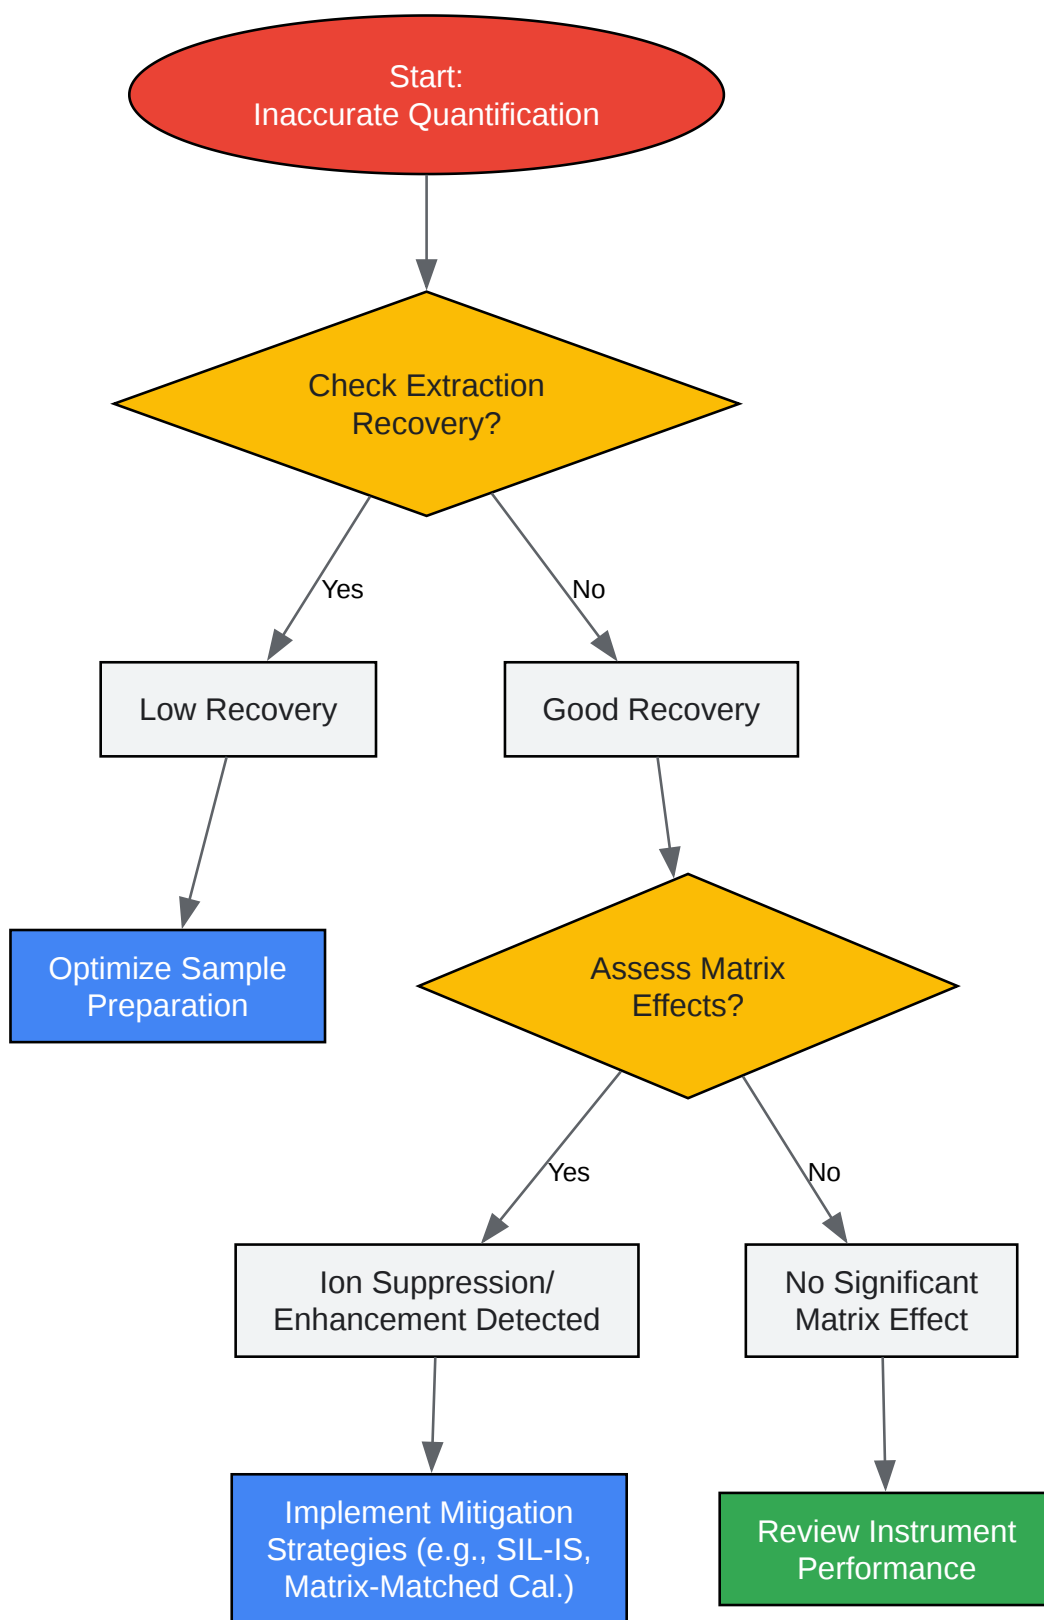 Start:
Inaccurate Quantification
Check Extraction
Recovery?
Yes
No
Low Recovery
Good Recovery
Optimize Sample
Preparation
Assess Matrix
Effects?
Yes
No
Ion Suppression/
Enhancement Detected
No Significant
Matrix Effect
Implement Mitigation
Strategies (e.g., SIL-IS,
Matrix-Matched Cal.)
Review Instrument
Performance